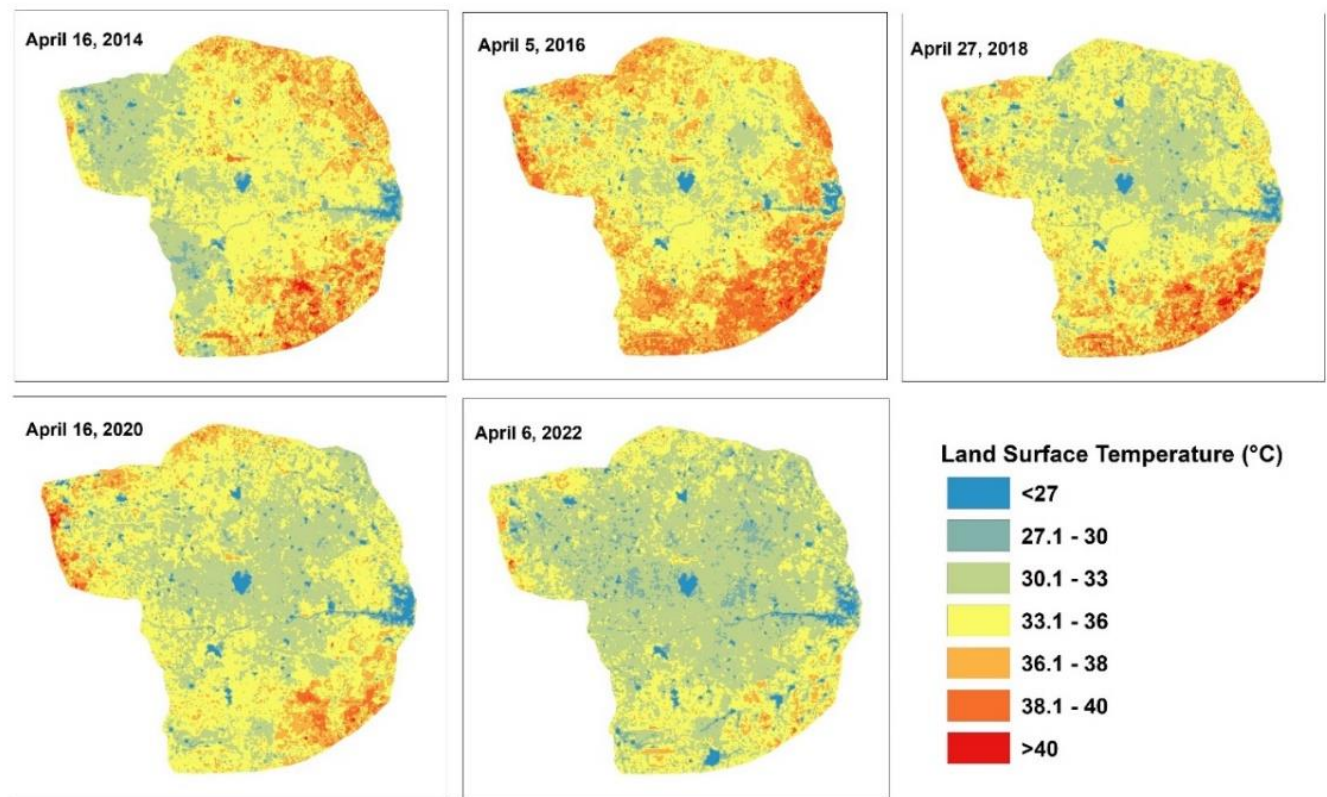 April 16, 2014
April 5, 2016
April 27, 2018
April 16, 2020
April 6, 2022
Land Surface Temperature (°C)
<27
27.1 - 30
30.1 - 33
33.1 - 36
36.1 - 38
38.1 - 40
>40